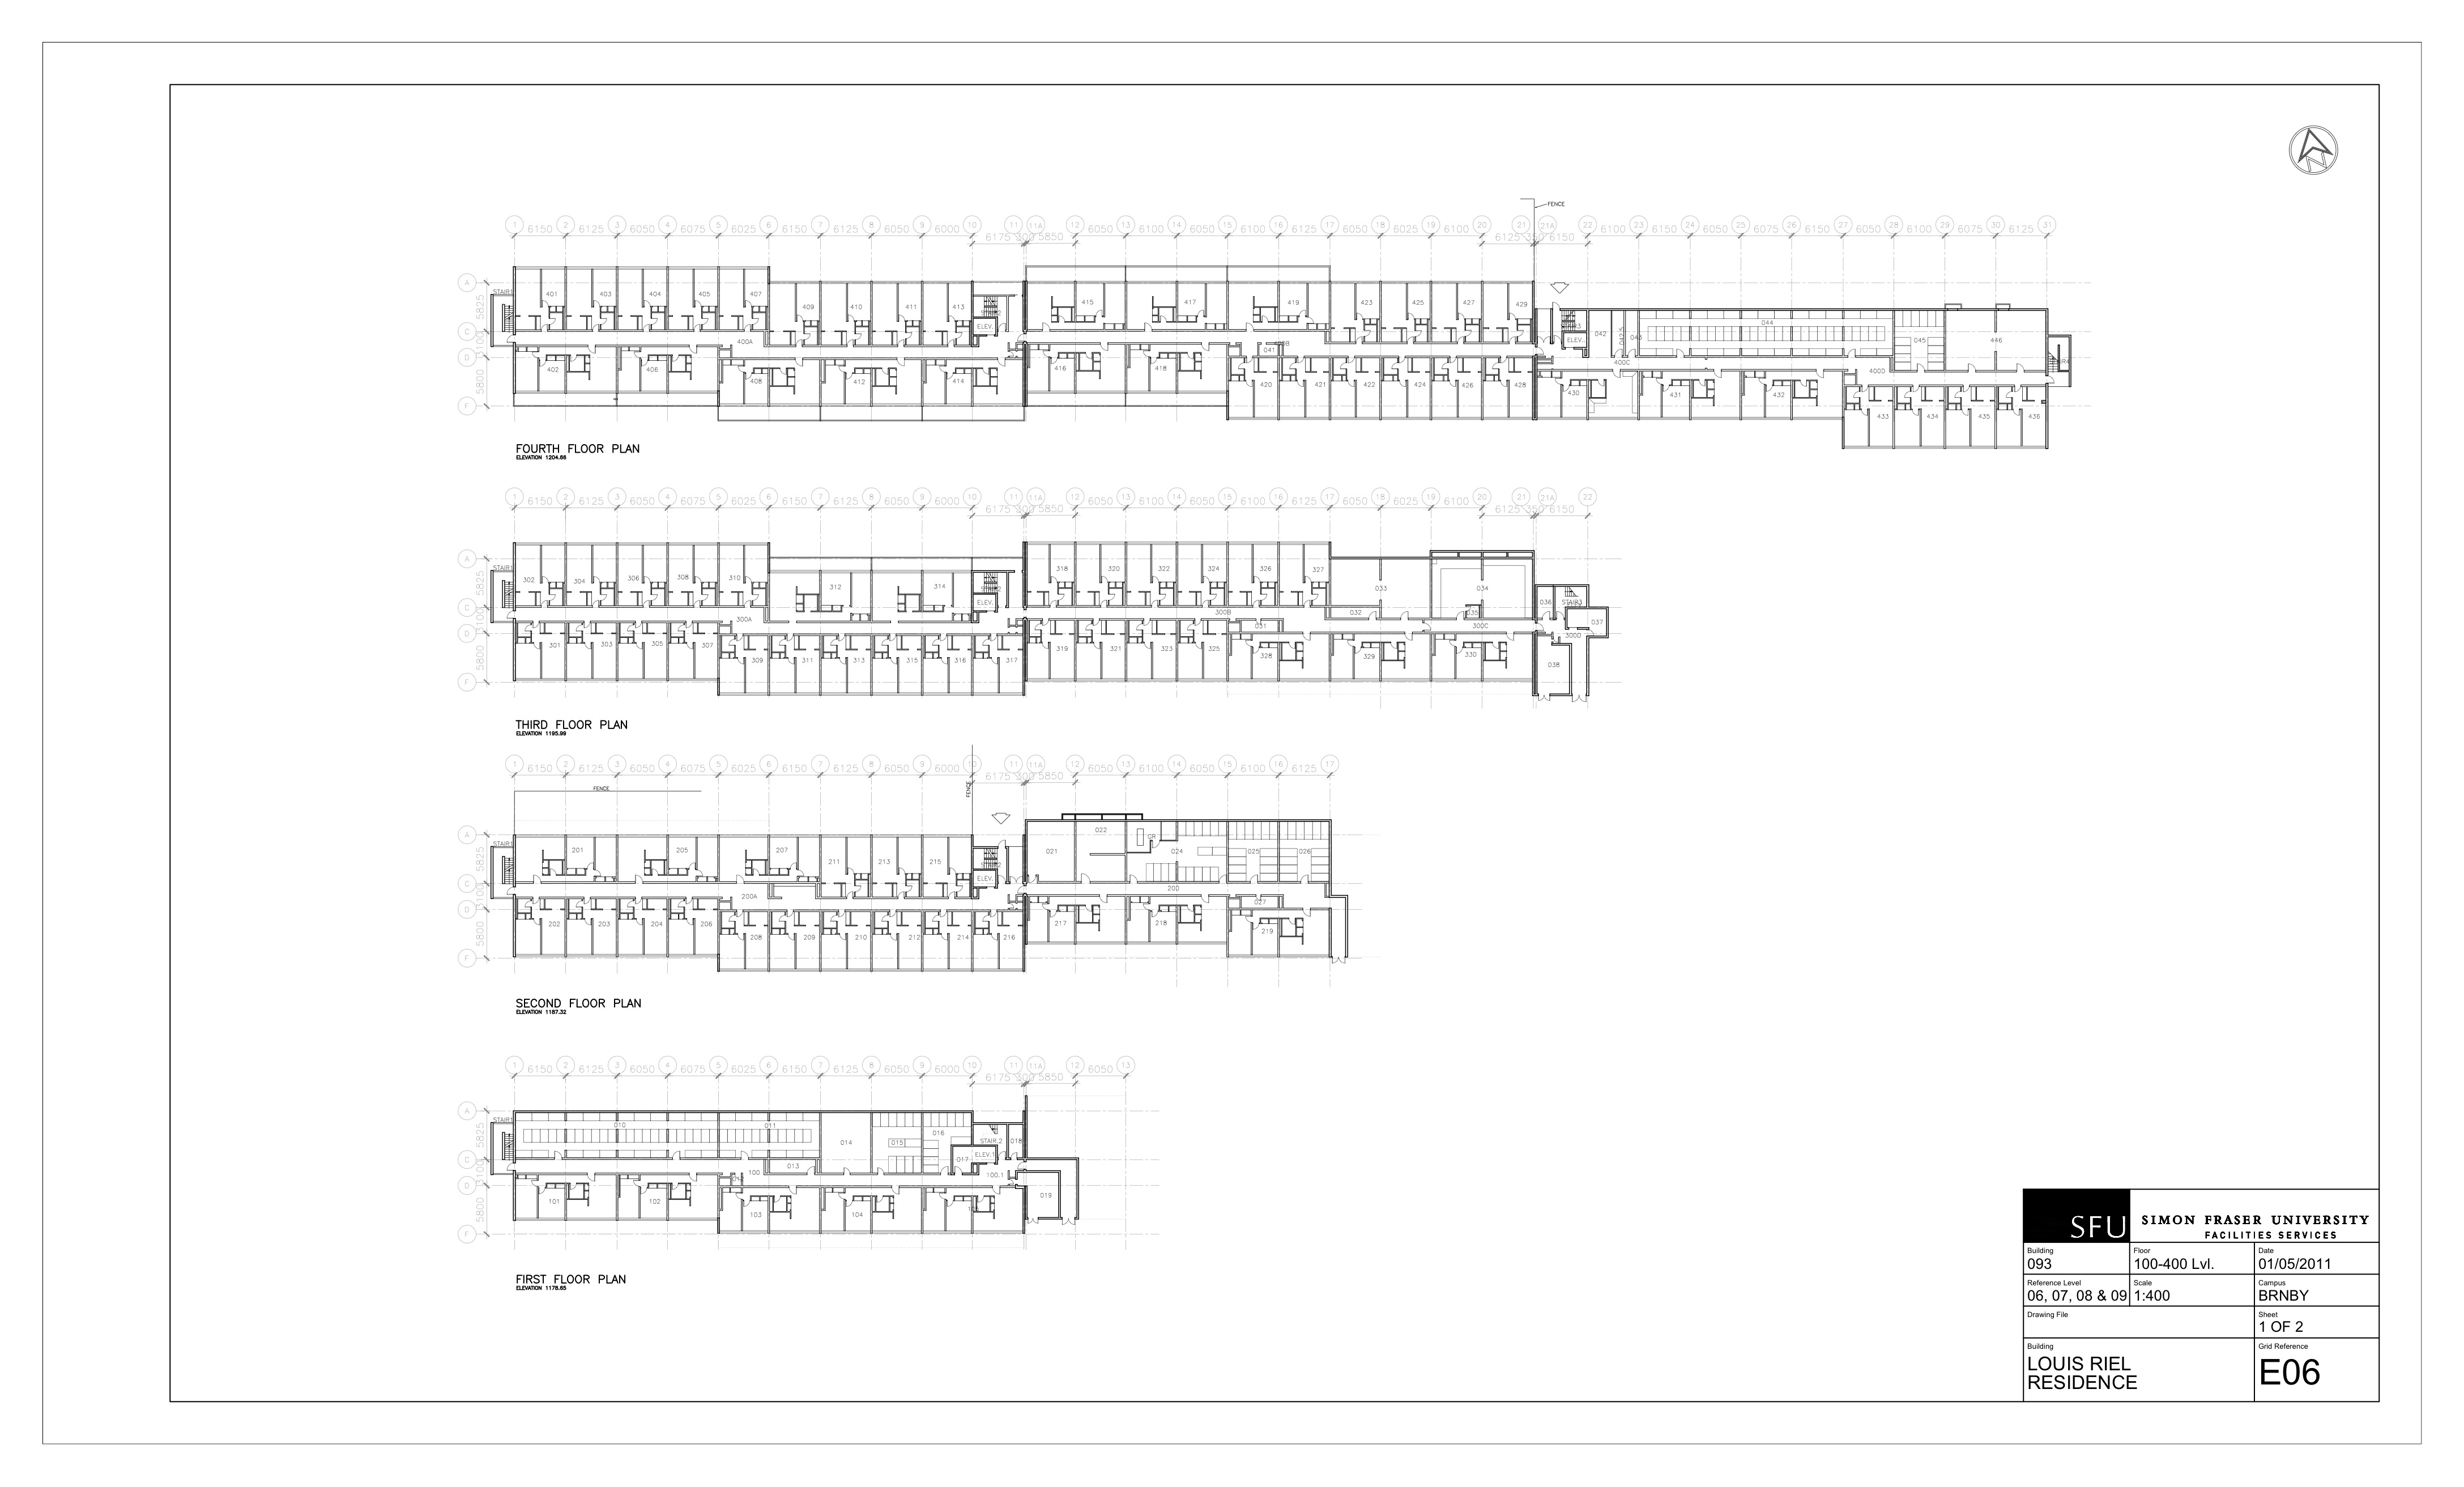 FENCE
1 2 3 4 5 6 7 8 9 10 11 11A 12 13 14 15 16 17 18 19 20 21 21A 22 23 24 25 26 27 28 29 30 31
6150 6125 6050 6075 6025 6150 6125 6050 6000 6175 300 5850 6050 6100 6050 6100 6125 6050 6025 6100 6125 350 6150 6100 6150 6050 6075 6150 6050 6100 6075 6125
A C D F
5825 3100 5800
STAIR1 401 403 404 405 407 409 410 411 413 ELEV. 415 417 419 423 425 427 429 ELEV. 042 042.5 043 044 045 446
400A 041 400C 400D
402 406 408 412 414 416 418 420 421 422 424 426 428 430 431 432 433 434 435 436
FOURTH FLOOR PLAN
ELEVATION 1204.66
1 2 3 4 5 6 7 8 9 10 11 11A 12 13 14 15 16 17 18 19 20 21 21A 22
6150 6125 6050 6075 6025 6150 6125 6050 6000 6175 300 5850 6050 6100 6050 6100 6125 6050 6025 6100 6125 350 6150
A C D F
5825 3100 5800
STAIR1 302 304 306 308 310 312 314 ELEV. 318 320 322 324 326 327 033 034 036 STAIR3
300A 300B 031 032 035 300C 300D 037
301 303 305 307 309 311 313 315 316 317 319 321 323 325 328 329 330 038
THIRD FLOOR PLAN
ELEVATION 1195.99
1 2 3 4 5 6 7 8 9 10 11 11A 12 13 14 15 16 17
6150 6125 6050 6075 6025 6150 6125 6050 6000 6175 300 5850 6050 6100 6050 6100 6125
FENCE
FENCE
A C D F
5825 3100 5800
STAIR1 201 205 207 211 213 215 ELEV. 021 022 GR 024 025 026
200A 200 027
202 203 204 206 208 209 210 212 214 216 217 218 219
SECOND FLOOR PLAN
ELEVATION 1187.32
1 2 3 4 5 6 7 8 9 10 11 11A 12 13
6150 6125 6050 6075 6025 6150 6125 6050 6000 6175 300 5850 6050
A C D F
5825 3100 5800
STAIR1 010 011 014 015 016 017 STAIR.2 018 ELEV.1
100 013 100.1
101 102 103 104 019
FIRST FLOOR PLAN
ELEVATION 1178.65
SFU SIMON FRASER UNIVERSITY
FACILITIES SERVICES
Building Floor Date
093 100-400 Lvl. 01/05/2011
Reference Level Scale Campus
06, 07, 08 & 09 1:400 BRNBY
Drawing File Sheet
1 OF 2
Building Grid Reference
LOUIS RIEL
RESIDENCE
E06